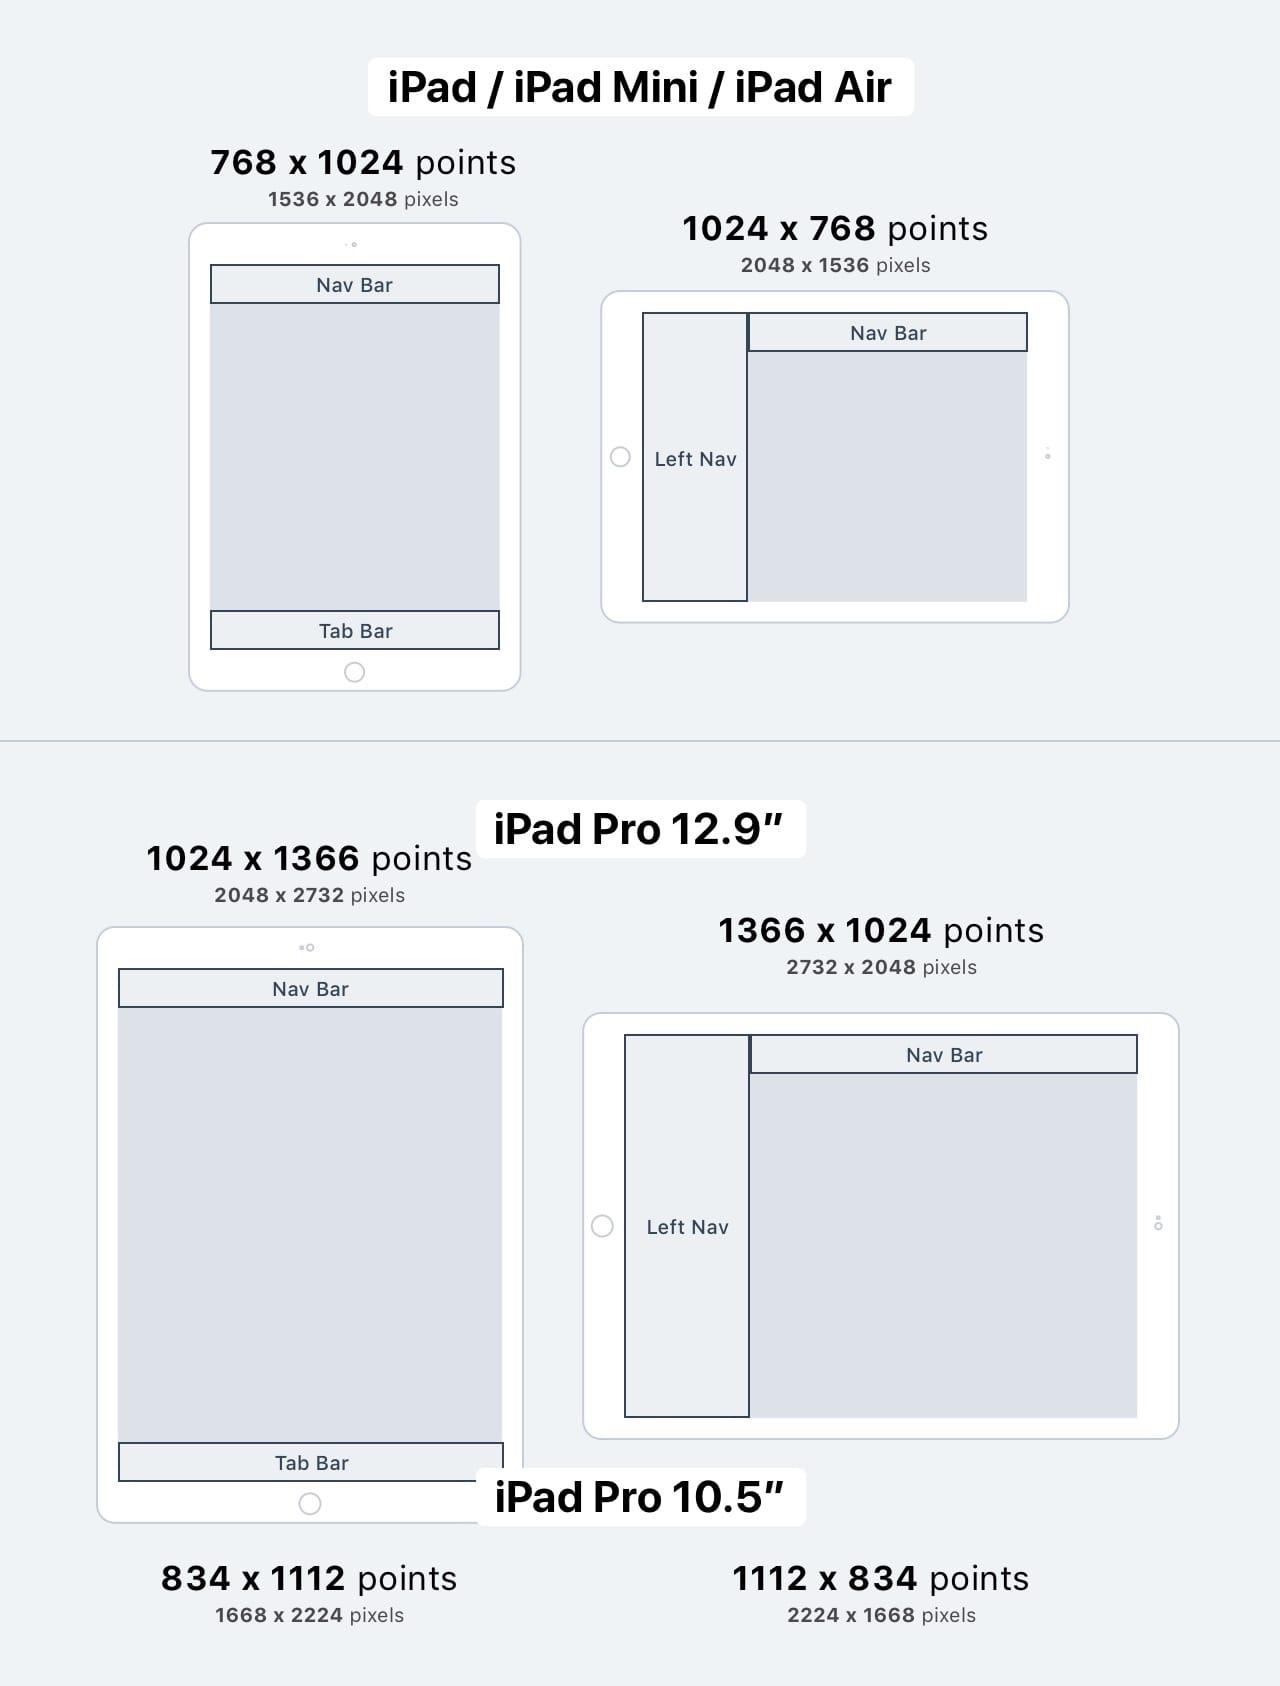 iPad / iPad Mini / iPad Air
768 x 1024 points
1536 x 2048 pixels
Nav Bar
Tab Bar
1024 x 768 points
2048 x 1536 pixels
Nav Bar
Left Nav
iPad Pro 12.9”
1024 x 1366 points
2048 x 2732 pixels
Nav Bar
Tab Bar
1366 x 1024 points
2732 x 2048 pixels
Nav Bar
Left Nav
iPad Pro 10.5”
834 x 1112 points
1668 x 2224 pixels
1112 x 834 points
2224 x 1668 pixels